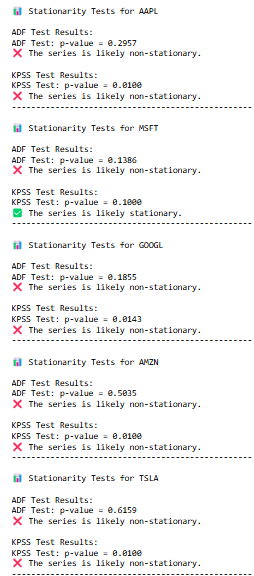 📊 Stationarity Tests for AAPL
ADF Test Results:
ADF Test: p-value = 0.2957
❌ The series is likely non-stationary.
KPSS Test Results:
KPSS Test: p-value = 0.0100
❌ The series is likely non-stationary.
--------------------------------------------------
📊 Stationarity Tests for MSFT
ADF Test Results:
ADF Test: p-value = 0.1386
❌ The series is likely non-stationary.
KPSS Test Results:
KPSS Test: p-value = 0.1000
✅ The series is likely stationary.
--------------------------------------------------
📊 Stationarity Tests for GOOGL
ADF Test Results:
ADF Test: p-value = 0.1855
❌ The series is likely non-stationary.
KPSS Test Results:
KPSS Test: p-value = 0.0143
❌ The series is likely non-stationary.
--------------------------------------------------
📊 Stationarity Tests for AMZN
ADF Test Results:
ADF Test: p-value = 0.5035
❌ The series is likely non-stationary.
KPSS Test Results:
KPSS Test: p-value = 0.0100
❌ The series is likely non-stationary.
--------------------------------------------------
📊 Stationarity Tests for TSLA
ADF Test Results:
ADF Test: p-value = 0.6159
❌ The series is likely non-stationary.
KPSS Test Results:
KPSS Test: p-value = 0.0100
❌ The series is likely non-stationary.
--------------------------------------------------